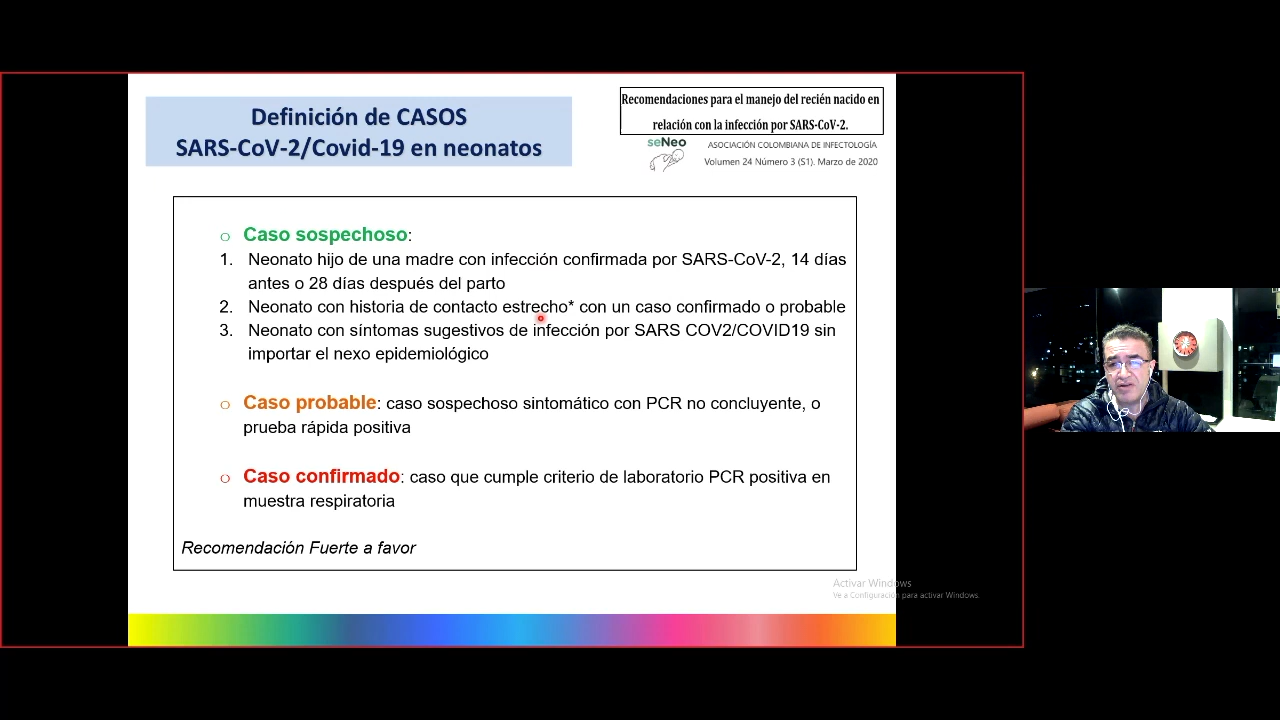 Definición de CASOS
SARS-CoV-2/Covid-19 en neonatos
Recomendaciones para el manejo del recién nacido en
relación con la infección por SARS-CoV-2.
seNeo
ASOCIACIÓN COLOMBIANA DE INFECTOLOGÍA
Volumen 24 Número 3 (S1). Marzo de 2020
o Caso sospechoso:
1. Neonato hijo de una madre con infección confirmada por SARS-CoV-2, 14 días
antes o 28 días después del parto
2. Neonato con historia de contacto estrecho* con un caso confirmado o probable
3. Neonato con síntomas sugestivos de infección por SARS COV2/COVID19 sin
importar el nexo epidemiológico
o Caso probable: caso sospechoso sintomático con PCR no concluyente, o
prueba rápida positiva
o Caso confirmado: caso que cumple criterio de laboratorio PCR positiva en
muestra respiratoria
Recomendación Fuerte a favor
Activar Windows
Ve a Configuración para activar Windows.